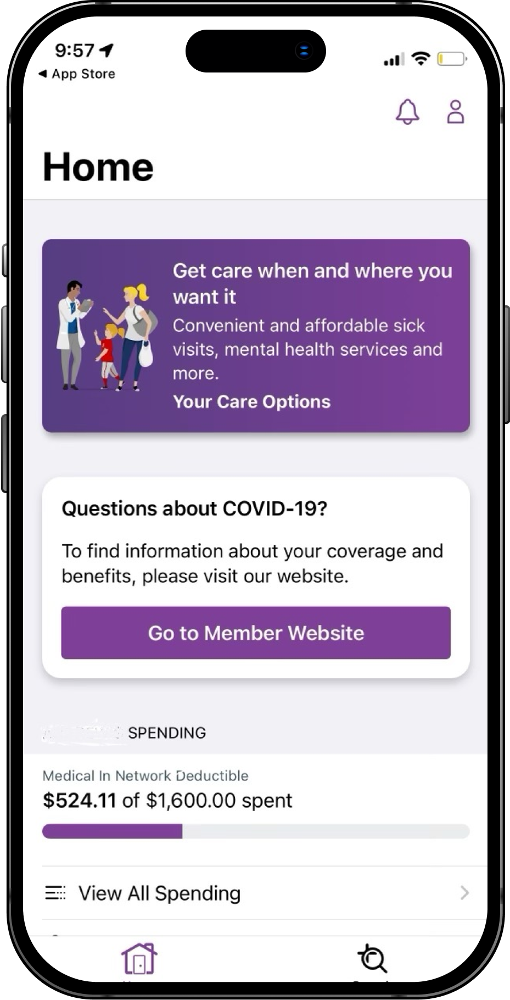 9:57
◀ App Store
Home
Get care when and where you
want it
Convenient and affordable sick
visits, mental health services and
more.
Your Care Options
Questions about COVID-19?
To find information about your coverage and
benefits, please visit our website.
Go to Member Website
SPENDING
Medical In Network Deductible
$524.11 of $1,600.00 spent
View All Spending